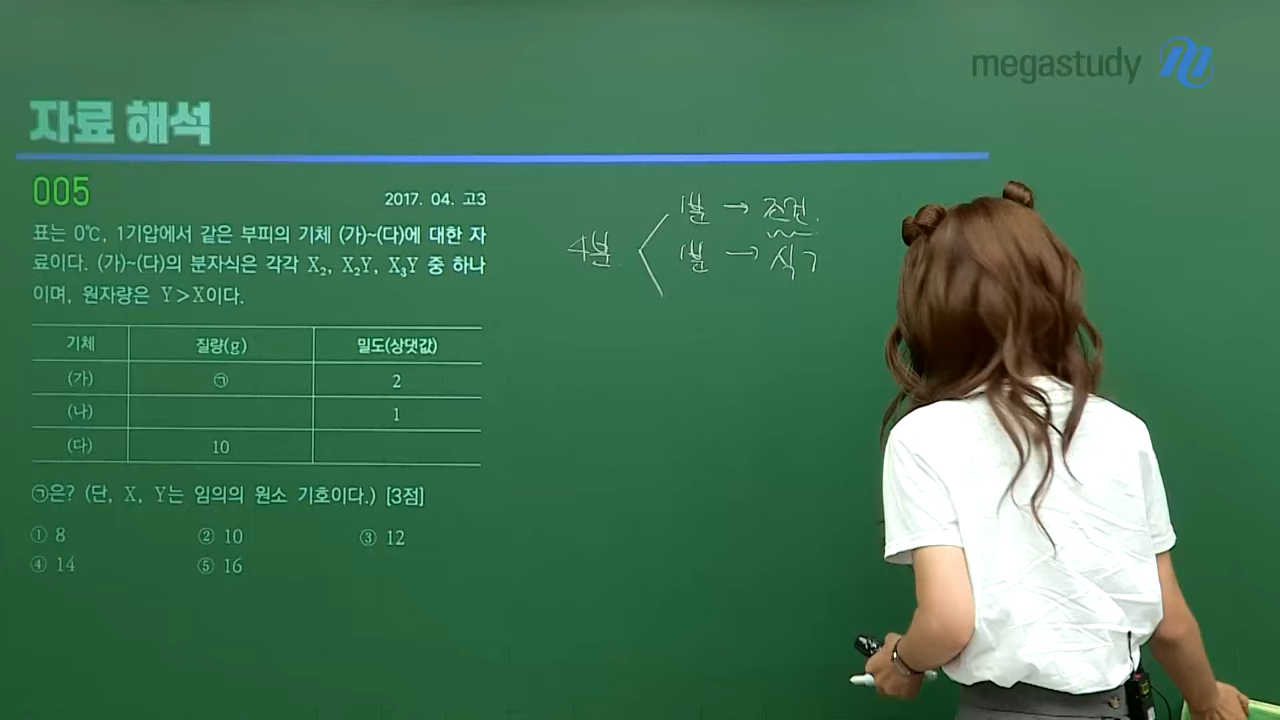 megastudy
자료 해석
005
2017. 04. 고3
표는 0℃, 1기압에서 같은 부피의 기체 (가)~(다)에 대한 자
료이다. (가)~(다)의 분자식은 각각 X₂, X₂Y, X₃Y 중 하나
이며, 원자량은 Y>X이다.
기체 질량(g) 밀도(상댓값)
(가) ㉠ 2
(나) 1
(다) 10
㉠은? (단, X, Y는 임의의 원소 기호이다.) [3점]
① 8 ② 10 ③ 12
④ 14 ⑤ 16
4분
1분 → 조건.
1분 → 식